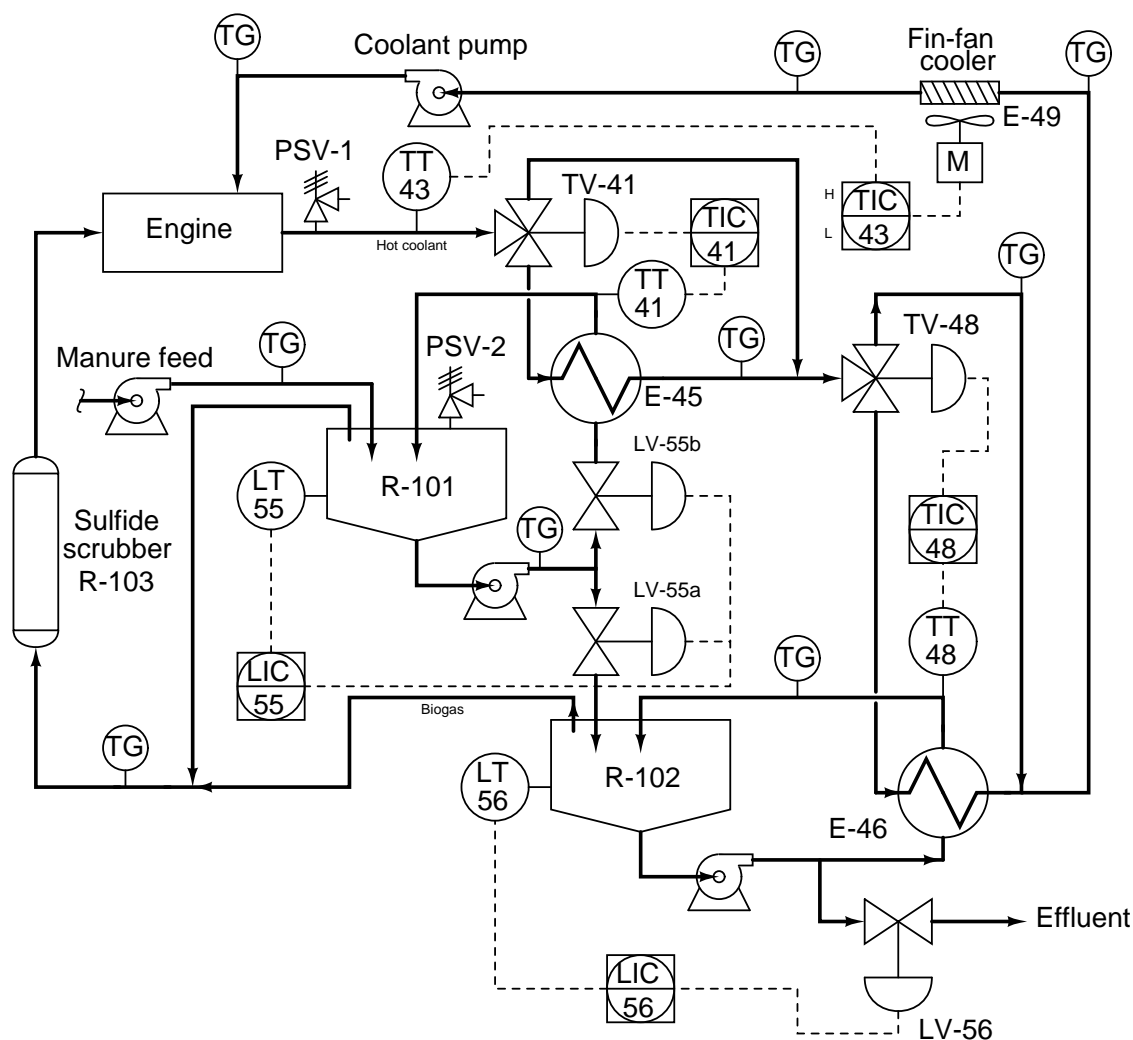 TG
Coolant pump
TG
Fin-fan
cooler
TG
E-49
M
PSV-1
TT
43
TV-41
H
TIC
43
L
Engine
Hot coolant
TIC
41
TT
41
TG
TV-48
Manure feed
TG
PSV-2
TG
E-45
LV-55b
R-101
LT
55
TIC
48
Sulfide
scrubber
R-103
TG
LV-55a
TT
48
LIC
55
TG
Biogas
TG
LT
56
R-102
E-46
Effluent
LIC
56
LV-56